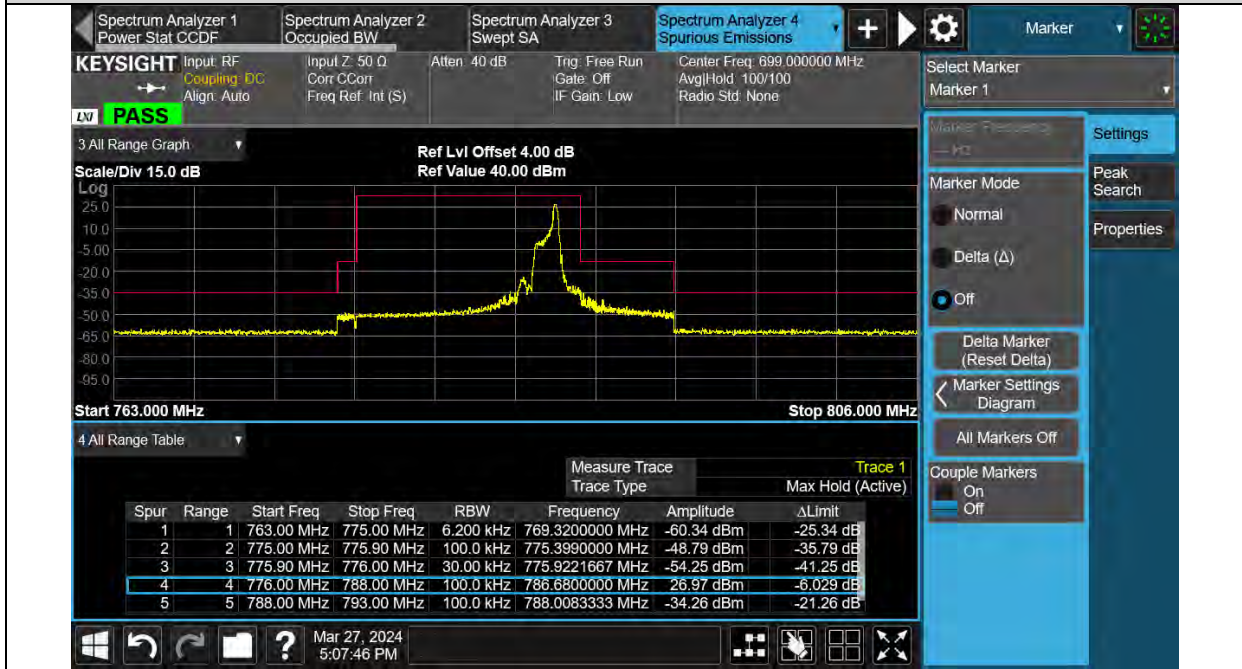 Spectrum Analyzer 1
Power Stat CCDF
Spectrum Analyzer 2
Occupied BW
Spectrum Analyzer 3
Swept SA
Spectrum Analyzer 4
Spurious Emissions
+
Marker
KEYSIGHT
Input: RF
Coupling: DC
Align: Auto
Input Z: 50 Ω
Corr CCorr
Freq Ref: Int (S)
Atten: 40 dB
Trig: Free Run
Gate: Off
IF Gain: Low
Center Freq: 699.000000 MHz
Avg|Hold: 100/100
Radio Std: None
LXI PASS
Select Marker
Marker 1
3 All Range Graph
Scale/Div 15.0 dB
Ref Lvl Offset 4.00 dB
Ref Value 40.00 dBm
Log
25.0
10.0
-5.00
-20.0
-35.0
-50.0
-65.0
-80.0
-95.0
Start 763.000 MHz
Stop 806.000 MHz
4 All Range Table
Measure Trace Trace 1
Trace Type Max Hold (Active)
Spur Range Start Freq Stop Freq RBW Frequency Amplitude ΔLimit
1 1 763.00 MHz 775.00 MHz 6.200 kHz 769.3200000 MHz -60.34 dBm -25.34 dB
2 2 775.00 MHz 775.90 MHz 100.0 kHz 775.3990000 MHz -48.79 dBm -35.79 dB
3 3 775.90 MHz 776.00 MHz 30.00 kHz 775.9221667 MHz -54.25 dBm -41.25 dB
4 4 776.00 MHz 788.00 MHz 100.0 kHz 786.6800000 MHz 26.97 dBm -6.029 dB
5 5 788.00 MHz 793.00 MHz 100.0 kHz 788.0083333 MHz -34.26 dBm -21.26 dB
Marker Frequency
--- Hz
Marker Mode
Normal
Delta (Δ)
Off
Delta Marker
(Reset Delta)
Marker Settings
Diagram
All Markers Off
Couple Markers
On
Off
Settings
Peak
Search
Properties
?
Mar 27, 2024
5:07:46 PM